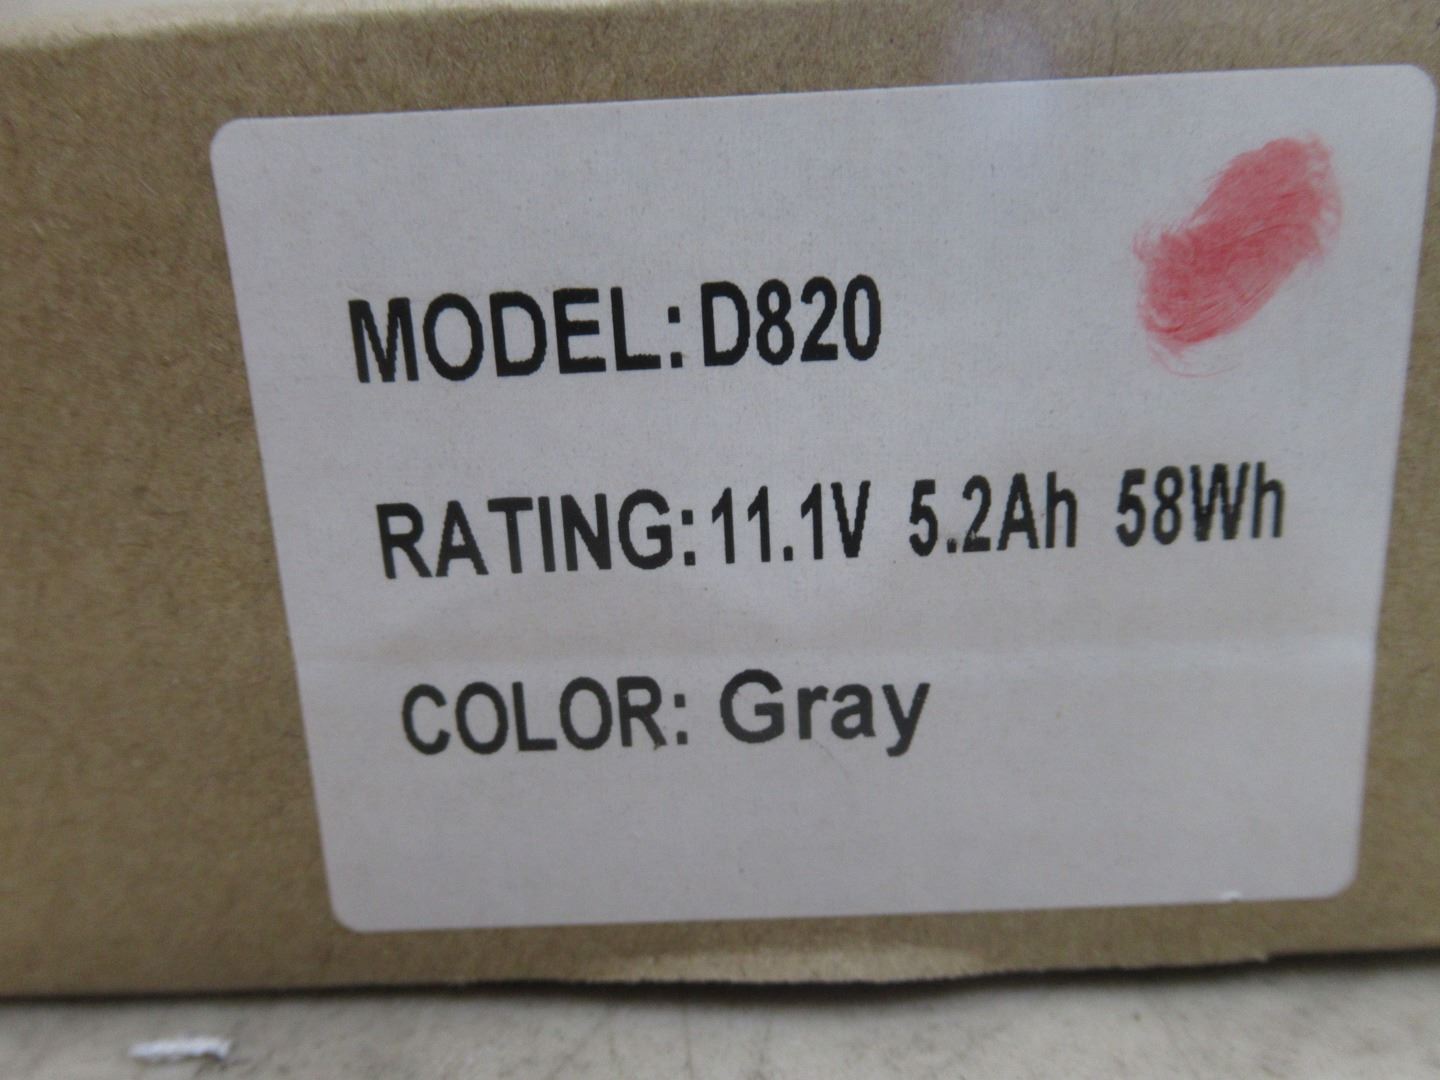 MODEL:D820
RATING:11.1V 5.2Ah 58Wh
COLOR: Gray